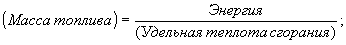 (Масса топлива) = Энергия / (Удельная теплота сгорания) ;